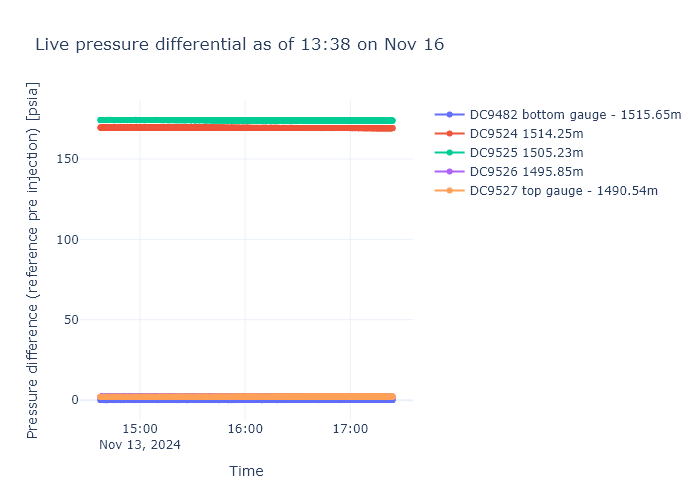 Live pressure differential as of 13:38 on Nov 16
Pressure difference (reference pre injection) [psia]
150
100
50
0
15:00
16:00
17:00
Nov 13, 2024
Time
DC9482 bottom gauge - 1515.65m
DC9524 1514.25m
DC9525 1505.23m
DC9526 1495.85m
DC9527 top gauge - 1490.54m